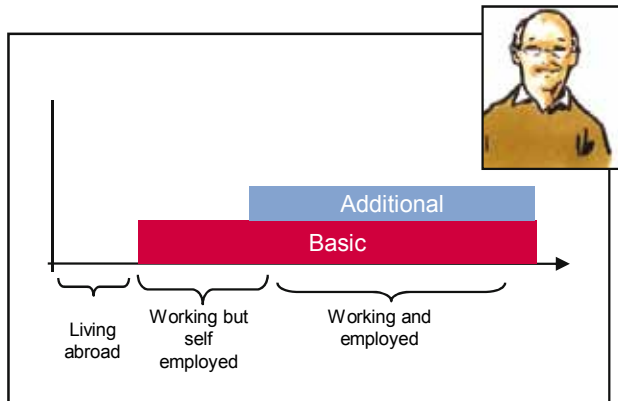 Additional
Basic
Living
abroad
Working but
self
employed
Working and
employed